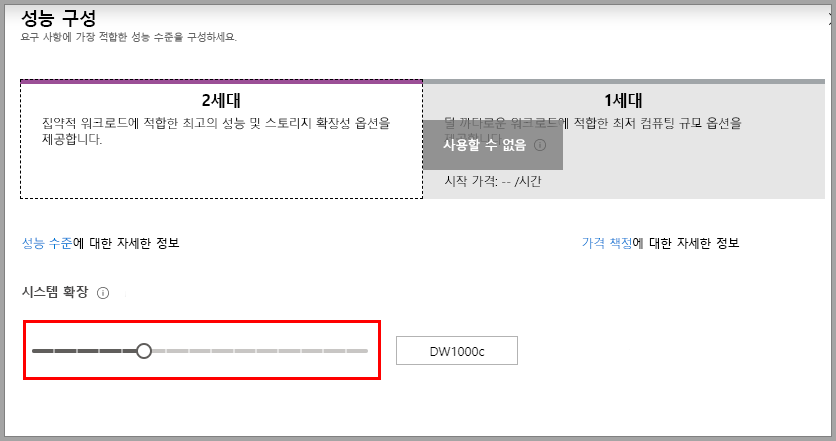 성능 구성
요구 사항에 가장 적합한 성능 수준을 구성하세요.
2세대
집약적 워크로드에 적합한 최고의 성능 및 스토리지 확장성 옵션을
제공합니다.
1세대
덜 까다로운 워크로드에 적합한 최저 컴퓨팅 규모 옵션을
제공합니다.
사용할 수 없음
시작 가격: -- /시간
성능 수준에 대한 자세한 정보
가격 책정에 대한 자세한 정보
시스템 확장
DW1000c